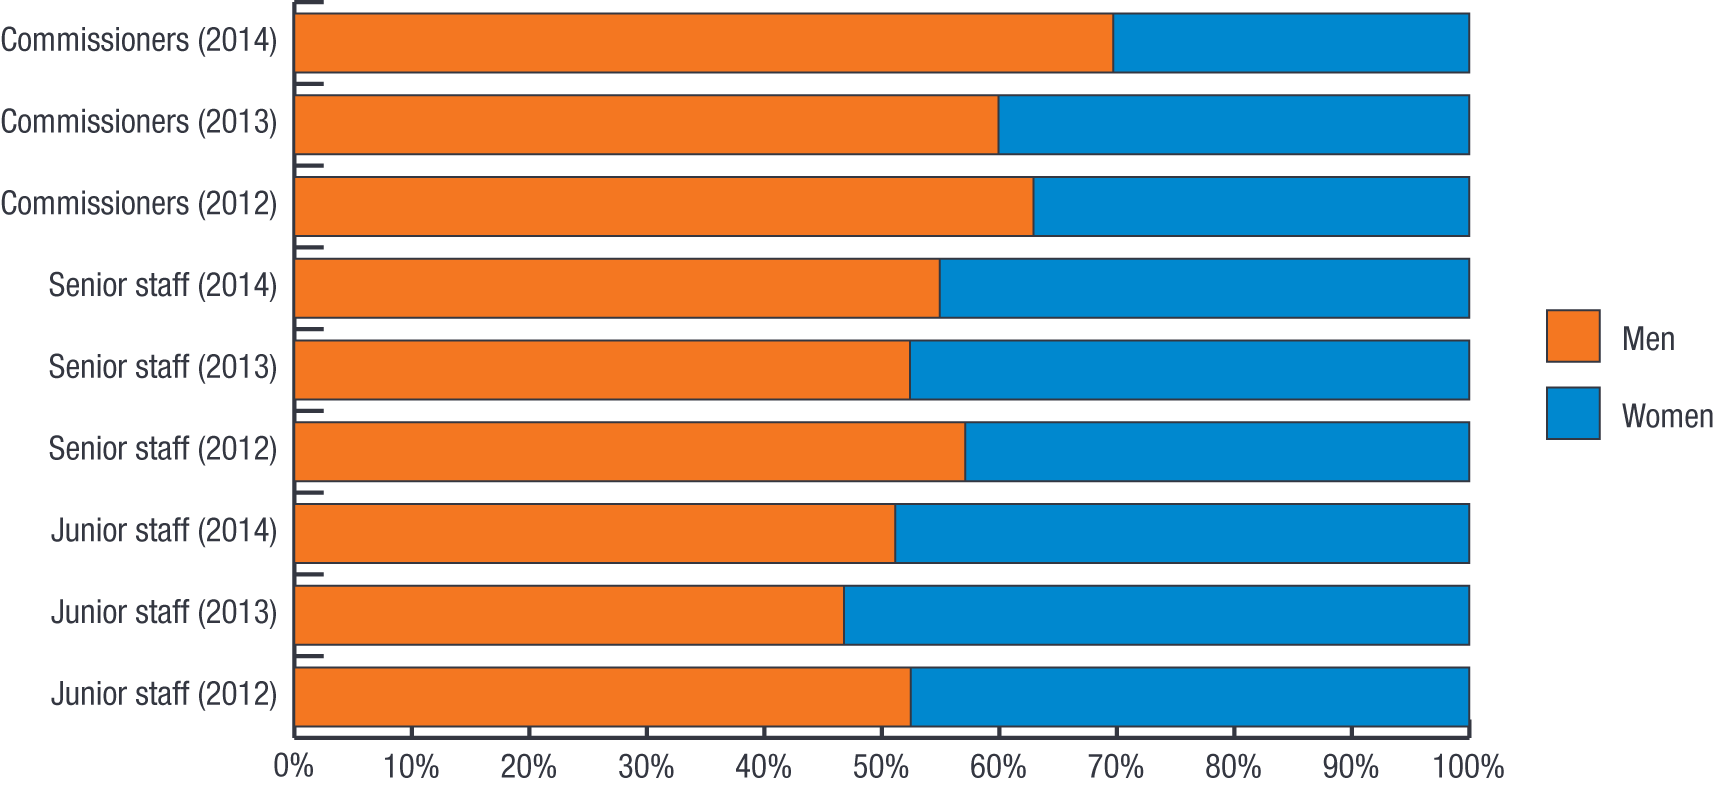 Commissioners (2014)
Commissioners (2013)
Commissioners (2012)
Senior staff (2014)
Senior staff (2013)
Senior staff (2012)
Junior staff (2014)
Junior staff (2013)
Junior staff (2012)
0% 10% 20% 30% 40% 50% 60% 70% 80% 90% 100%
Men
Women